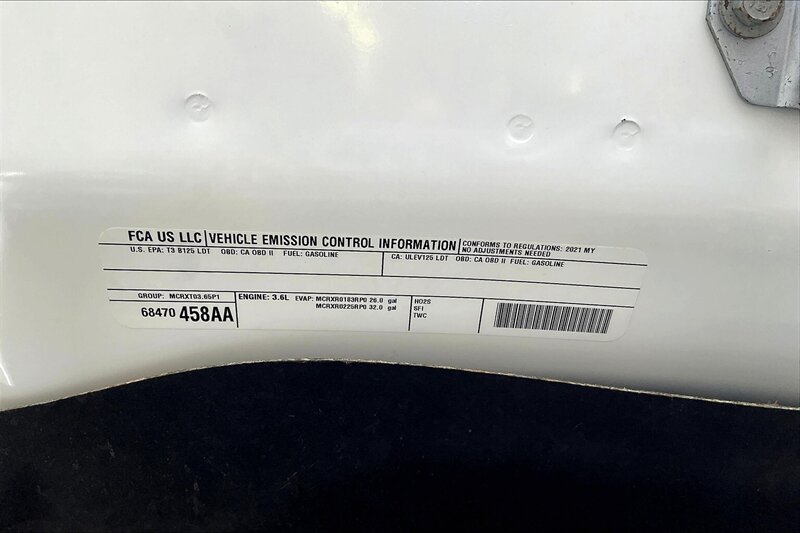 FCA US LLC VEHICLE EMISSION CONTROL INFORMATION
CONFORMS TO REGULATIONS: 2021 MY
NO ADJUSTMENTS NEEDED
U.S. EPA: T3 B125 LDT OBD: CA OBD II FUEL: GASOLINE
CA: ULEV125 LDT OBD: CA OBD II FUEL: GASOLINE
GROUP: MCRXT03.65P1
68470 458AA
ENGINE: 3.6L EVAP: MCRXR0183RP0 26.0 gal
MCRXR0225RP0 32.0 gal
HO2S
SFI
TWC